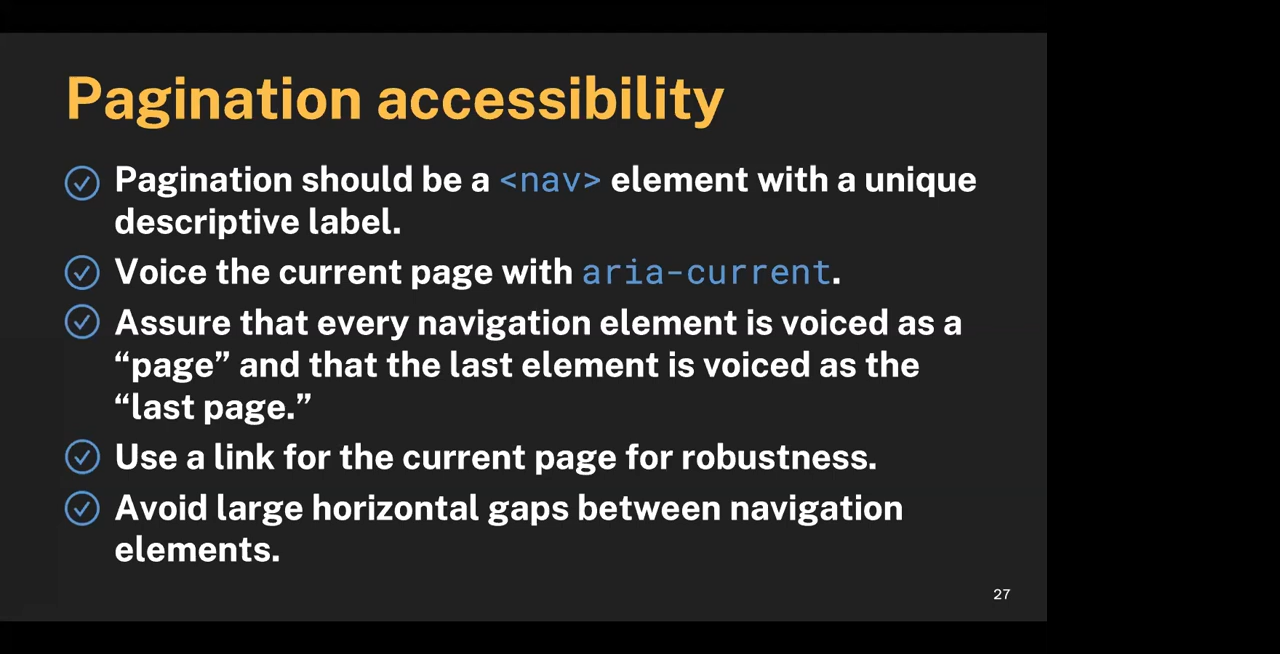 Pagination accessibility
Pagination should be a <nav> element with a unique
descriptive label.
Voice the current page with aria-current.
Assure that every navigation element is voiced as a
“page” and that the last element is voiced as the
“last page.”
Use a link for the current page for robustness.
Avoid large horizontal gaps between navigation
elements.
27